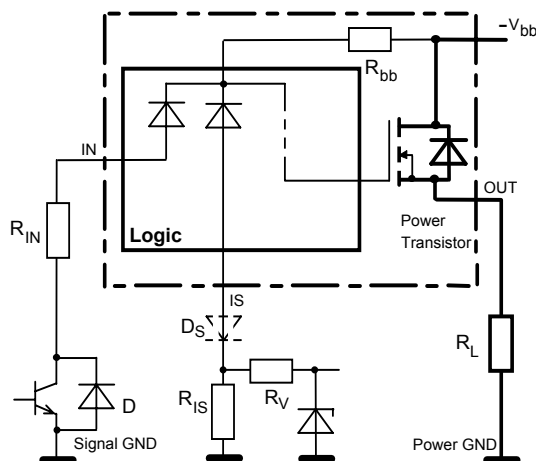 –Vbb
Rbb
IN
OUT
RIN
Logic
Power
Transistor
IS
DS
RL
D
RIS
RV
Signal GND
Power GND